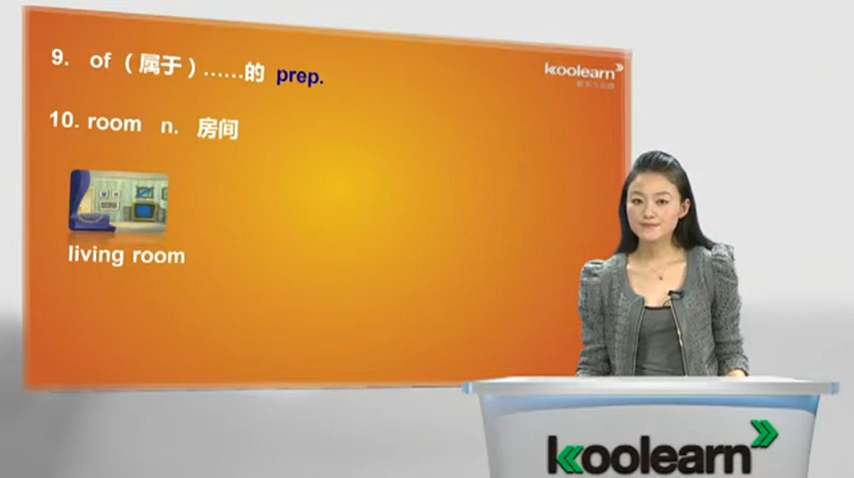 9. of （属于）……的 prep.
koolearn
10. room n. 房间
living room
koolearn